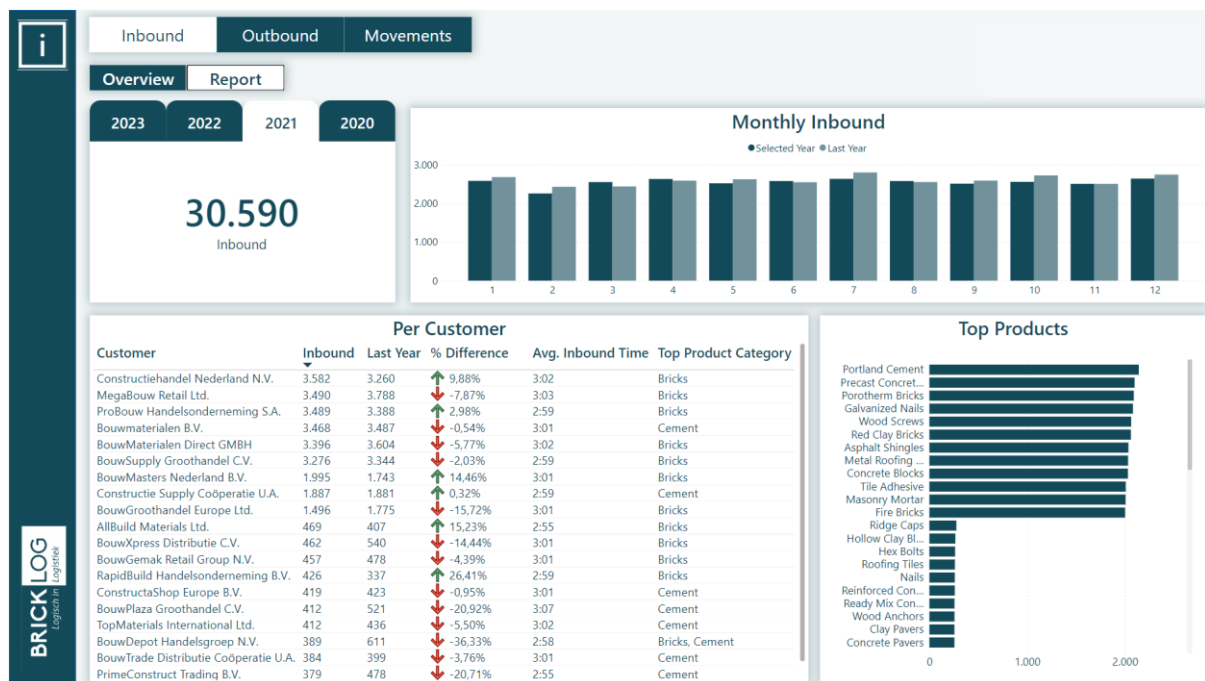 i
Inbound Outbound Movements
Overview Report
2023 2022 2021 2020
30.590
Inbound
Monthly Inbound
Selected Year Last Year
3.000
2.000
1.000
0
1 2 3 4 5 6 7 8 9 10 11 12
Per Customer
Customer Inbound Last Year % Difference Avg. Inbound Time Top Product Category
Constructiehandel Nederland N.V. 3.582 3.260 9,88% 3:02 Bricks
MegaBouw Retail Ltd. 3.490 3.788 -7,87% 3:03 Bricks
ProBouw Handelsonderneming S.A. 3.489 3.388 2,98% 2:59 Bricks
Bouwmaterialen B.V. 3.468 3.487 -0,54% 3:01 Cement
BouwMaterialen Direct GMBH 3.396 3.604 -5,77% 3:02 Bricks
BouwSupply Groothandel C.V. 3.276 3.344 -2,03% 2:59 Bricks
BouwMasters Nederland B.V. 1.995 1.743 14,46% 3:01 Bricks
Constructie Supply Coöperatie U.A. 1.887 1.881 0,32% 2:59 Cement
BouwGroothandel Europe Ltd. 1.496 1.775 -15,72% 3:01 Bricks
AllBuild Materials Ltd. 469 407 15,23% 2:55 Bricks
BouwXpress Distributie C.V. 462 540 -14,44% 3:01 Bricks
BouwGemak Retail Group N.V. 457 478 -4,39% 3:01 Bricks
RapidBuild Handelsonderneming B.V. 426 337 26,41% 2:59 Bricks
ConstructaShop Europe B.V. 419 423 -0,95% 3:01 Cement
BouwPlaza Groothandel C.V. 412 521 -20,92% 3:07 Cement
TopMaterials International Ltd. 412 436 -5,50% 3:02 Cement
BouwDepot Handelsgroep N.V. 389 611 -36,33% 2:58 Bricks, Cement
BouwTrade Distributie Coöperatie U.A. 384 399 -3,76% 3:01 Cement
PrimeConstruct Trading B.V. 379 478 -20,71% 2:55 Cement
Top Products
Portland Cement
Precast Concret...
Porotherm Bricks
Galvanized Nails
Wood Screws
Red Clay Bricks
Asphalt Shingles
Metal Roofing ...
Concrete Blocks
Tile Adhesive
Masonry Mortar
Fire Bricks
Ridge Caps
Hollow Clay Bl...
Hex Bolts
Roofing Tiles
Nails
Reinforced Con...
Ready Mix Con...
Wood Anchors
Clay Pavers
Concrete Pavers
0 1.000 2.000
BRICKLOG
Logisch in Logistiek